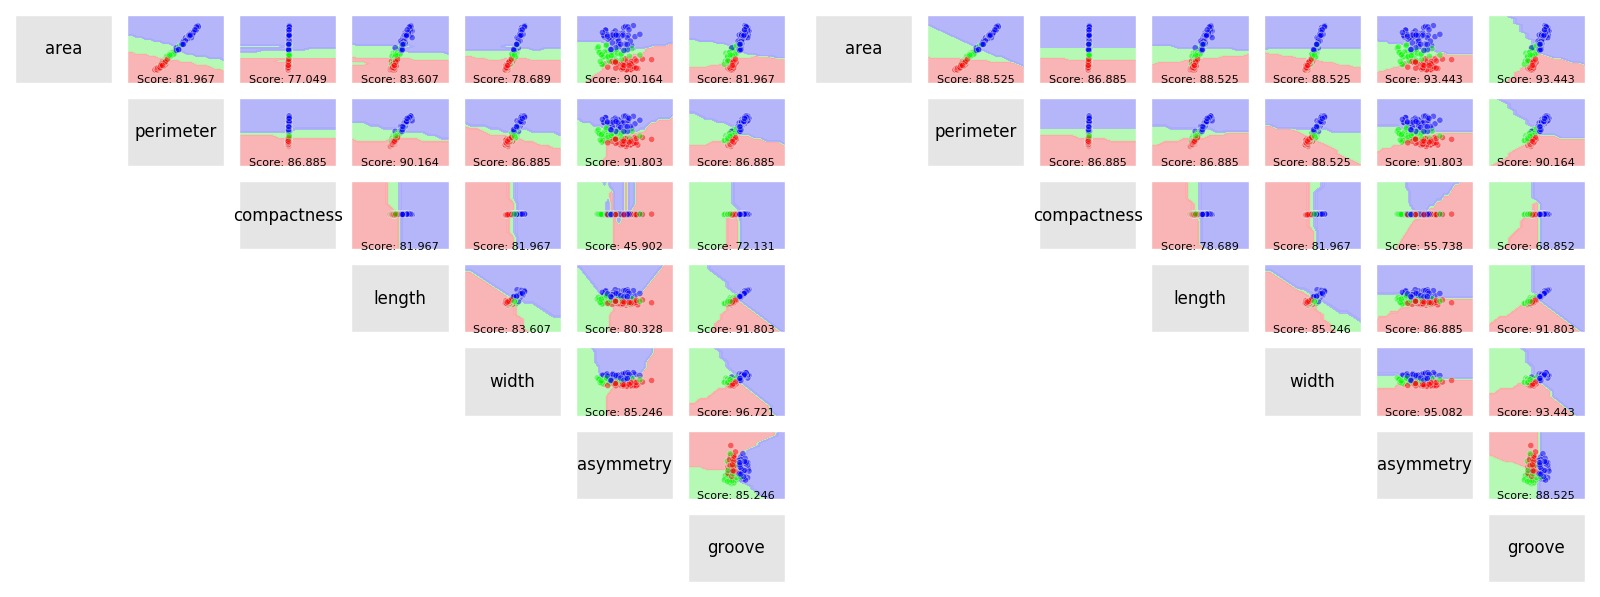 area
Score: 81.967
Score: 77.049
Score: 83.607
Score: 78.689
Score: 90.164
Score: 81.967
perimeter
Score: 86.885
Score: 90.164
Score: 86.885
Score: 91.803
Score: 86.885
compactness
Score: 81.967
Score: 81.967
Score: 45.902
Score: 72.131
length
Score: 83.607
Score: 80.328
Score: 91.803
width
Score: 85.246
Score: 96.721
asymmetry
Score: 85.246
groove
area
Score: 88.525
Score: 86.885
Score: 88.525
Score: 88.525
Score: 93.443
Score: 93.443
perimeter
Score: 86.885
Score: 86.885
Score: 88.525
Score: 91.803
Score: 90.164
compactness
Score: 78.689
Score: 81.967
Score: 55.738
Score: 68.852
length
Score: 85.246
Score: 86.885
Score: 91.803
width
Score: 95.082
Score: 93.443
asymmetry
Score: 88.525
groove